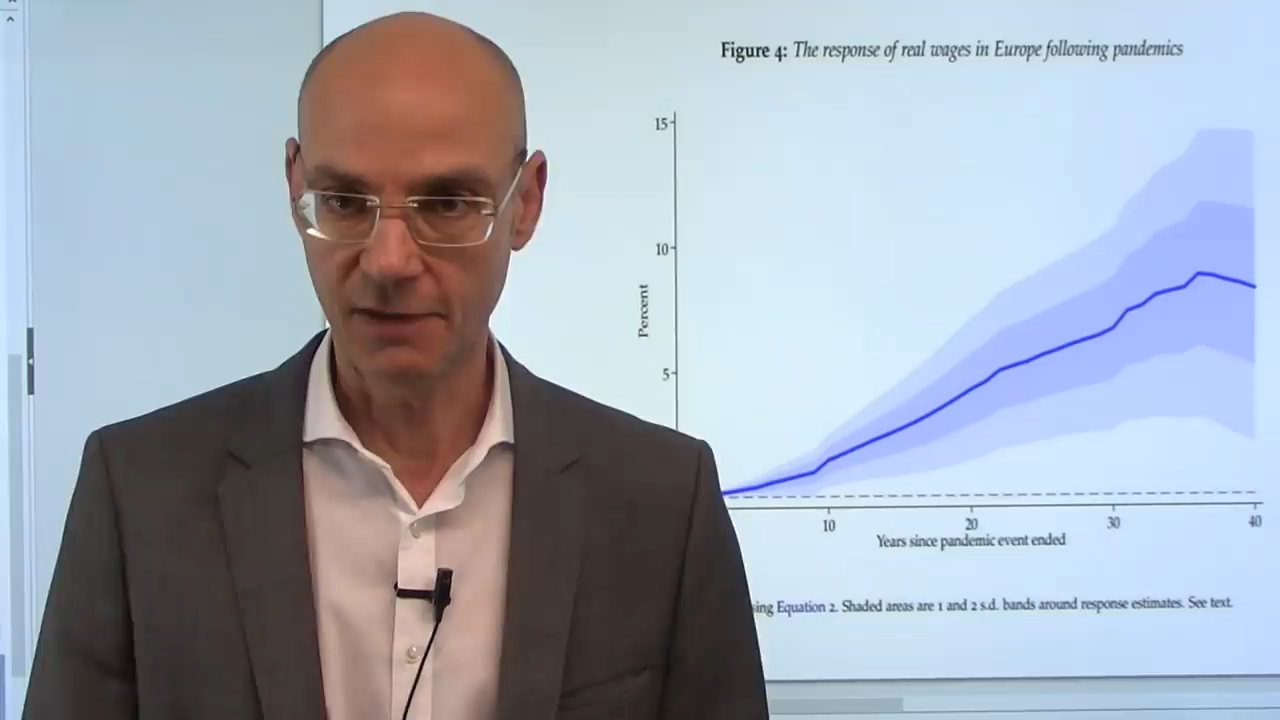 Figure 4: The response of real wages in Europe following pandemics
15
10
Percent
5
10 20 30 40
Years since pandemic event ended
Equation 2. Shaded areas are 1 and 2 s.d. bands around response estimates. See text.